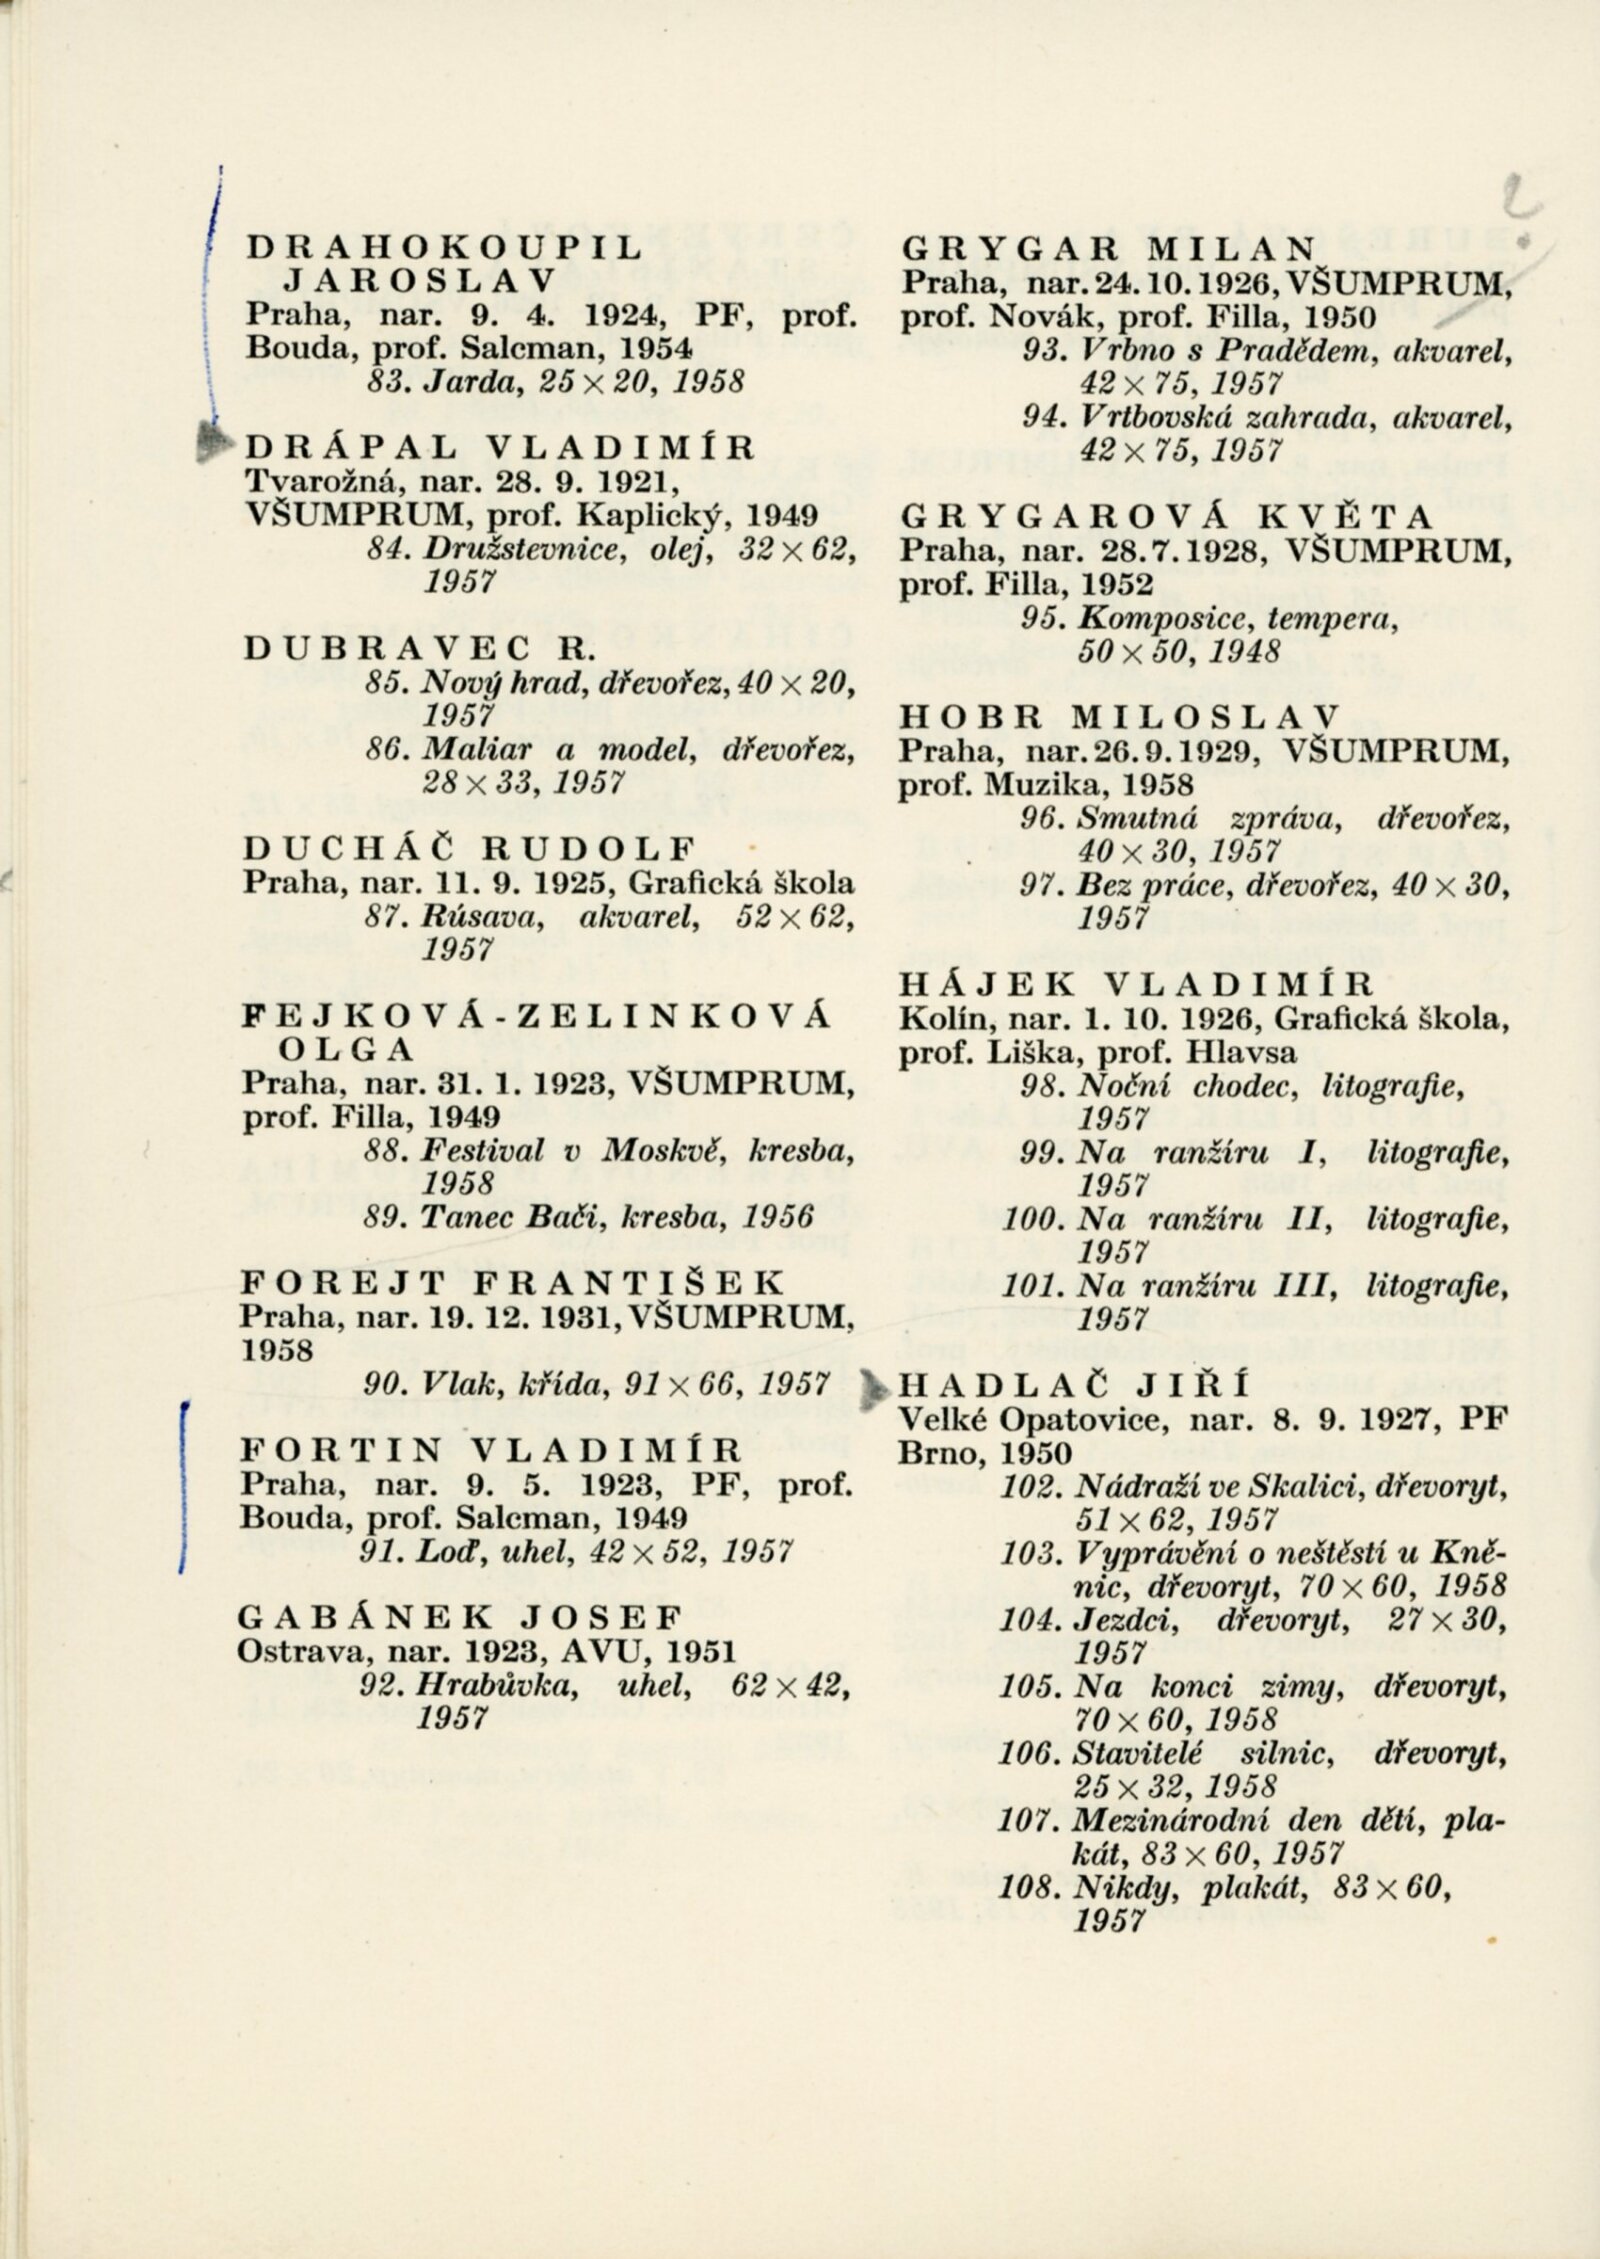 DRAHOKOUPIL
JAROSLAV
Praha, nar. 9. 4. 1924, PF, prof.
Bouda, prof. Salcman, 1954
83. Jarda, 25 × 20, 1958
DRÁPAL VLADIMÍR
Tvarožná, nar. 28. 9. 1921,
VŠUMPRUM, prof. Kaplický, 1949
84. Družstevnice, olej, 32 × 62,
1957
DUBRAVEC R.
85. Nový hrad, dřevořez, 40 × 20,
1957
86. Maliar a model, dřevořez,
28 × 33, 1957
DUCHÁČ RUDOLF
Praha, nar. 11. 9. 1925, Grafická škola
87. Rúsava, akvarel, 52 × 62,
1957
FEJKOVÁ-ZELINKOVÁ
OLGA
Praha, nar. 31. 1. 1923, VŠUMPRUM,
prof. Filla, 1949
88. Festival v Moskvě, kresba,
1958
89. Tanec Bači, kresba, 1956
FOREJT FRANTIŠEK
Praha, nar. 19. 12. 1931, VŠUMPRUM,
1958
90. Vlak, křída, 91 × 66, 1957
FORTIN VLADIMÍR
Praha, nar. 9. 5. 1923, PF, prof.
Bouda, prof. Salcman, 1949
91. Loď, uhel, 42 × 52, 1957
GABÁNEK JOSEF
Ostrava, nar. 1923, AVU, 1951
92. Hrabůvka, uhel, 62 × 42,
1957
?
GRYGAR MILAN
Praha, nar. 24. 10. 1926, VŠUMPRUM,
prof. Novák, prof. Filla, 1950
93. Vrbno s Pradědem, akvarel,
42 × 75, 1957
94. Vrtbovská zahrada, akvarel,
42 × 75, 1957
GRYGAROVÁ KVĚTA
Praha, nar. 28. 7. 1928, VŠUMPRUM,
prof. Filla, 1952
95. Komposice, tempera,
50 × 50, 1948
HOBR MILOSLAV
Praha, nar. 26. 9. 1929, VŠUMPRUM,
prof. Muzika, 1958
96. Smutná zpráva, dřevořez,
40 × 30, 1957
97. Bez práce, dřevořez, 40 × 30,
1957
HÁJEK VLADIMÍR
Kolín, nar. 1. 10. 1926, Grafická škola,
prof. Liška, prof. Hlavsa
98. Noční chodec, litografie,
1957
99. Na ranžíru I, litografie,
1957
100. Na ranžíru II, litografie,
1957
101. Na ranžíru III, litografie,
1957
HADLAČ JIŘÍ
Velké Opatovice, nar. 8. 9. 1927, PF
Brno, 1950
102. Nádraží ve Skalici, dřevoryt,
51 × 62, 1957
103. Vyprávění o neštěstí u Kně-
nic, dřevoryt, 70 × 60, 1958
104. Jezdci, dřevoryt, 27 × 30,
1957
105. Na konci zimy, dřevoryt,
70 × 60, 1958
106. Stavitelé silnic, dřevoryt,
25 × 32, 1958
107. Mezinárodní den dětí, pla-
kát, 83 × 60, 1957
108. Nikdy, plakát, 83 × 60,
1957